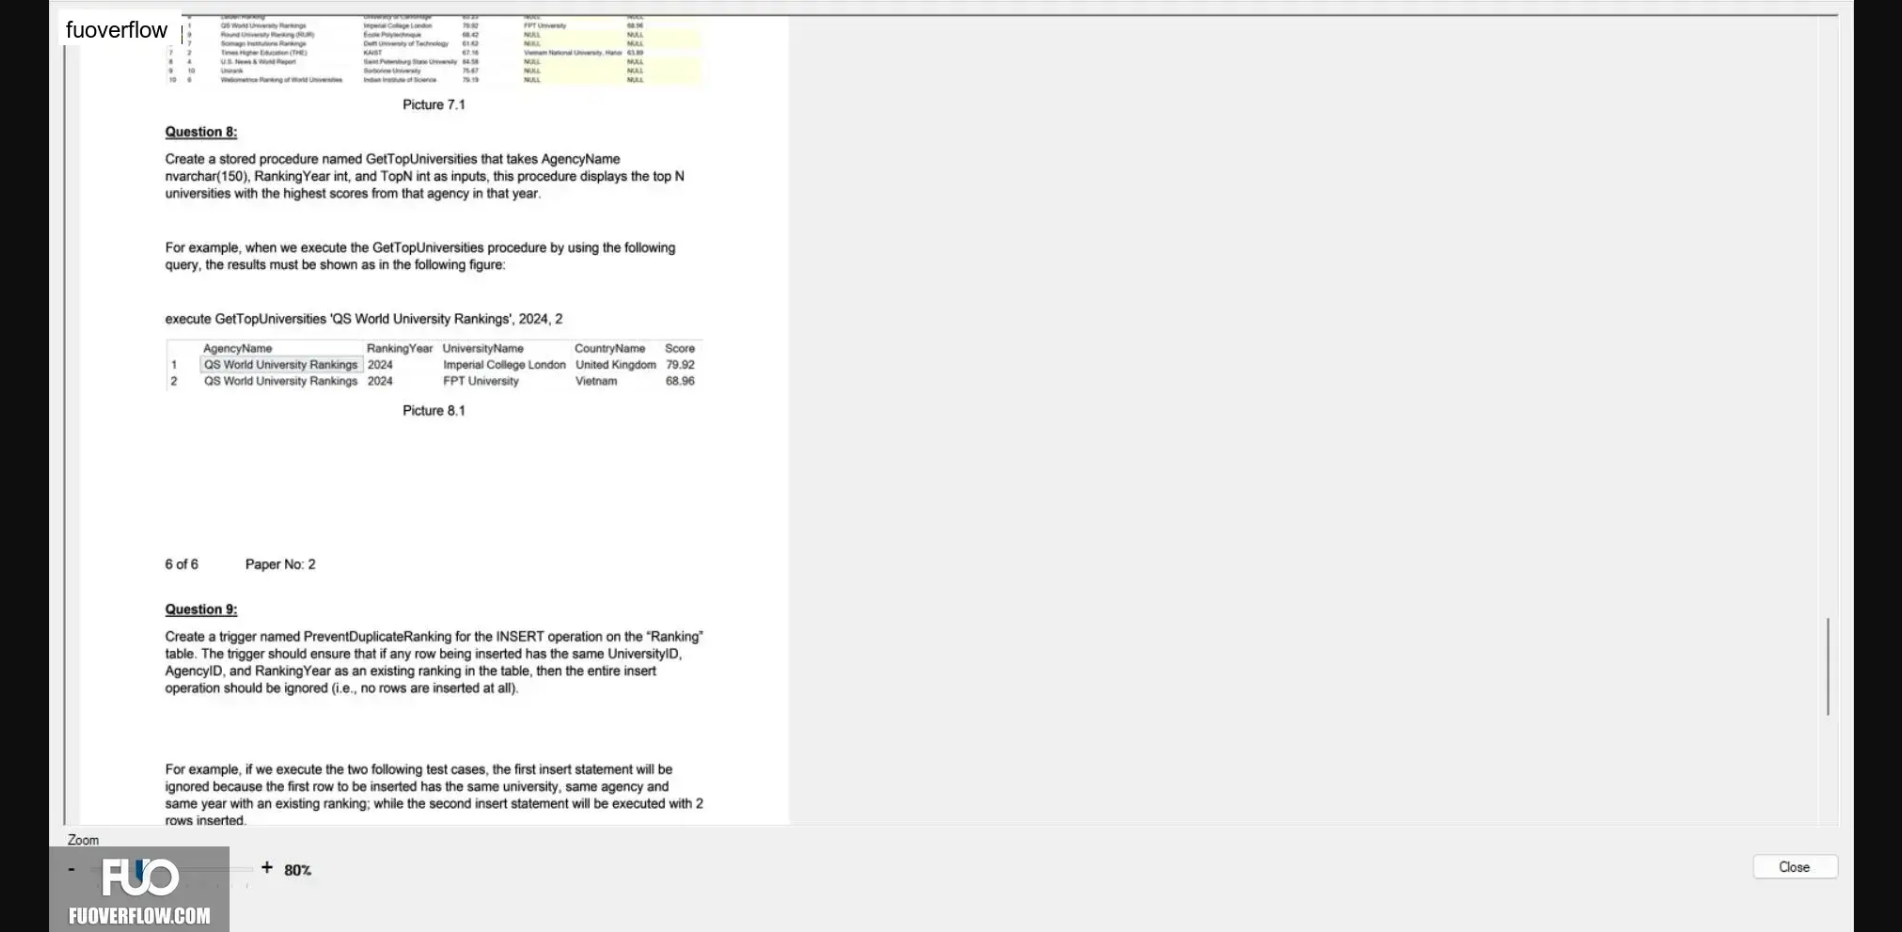 fuoverflow
1 QS World University Rankings Imperial College London 79.92 FPT University 68.96
9 Round University Ranking (RUR) Ecole Polytechnique 68.42 NULL NULL
7 Scimago Institutions Rankings Delft University of Technology 61.62 NULL NULL
7 2 Times Higher Education (THE) KAIST 67.16 Vietnam National University, Hanoi 63.89
8 4 U.S. News & World Report Saint Petersburg State University 64.58 NULL NULL
9 10 Unirank Sorbonne University 75.67 NULL NULL
10 6 Webometrics Ranking of World Universities Indian Institute of Science 79.19 NULL NULL
Picture 7.1
Question 8:
Create a stored procedure named GetTopUniversities that takes AgencyName
nvarchar(150), RankingYear int, and TopN int as inputs, this procedure displays the top N
universities with the highest scores from that agency in that year.
For example, when we execute the GetTopUniversities procedure by using the following
query, the results must be shown as in the following figure:
execute GetTopUniversities 'QS World University Rankings', 2024, 2
AgencyName RankingYear UniversityName CountryName Score
1 QS World University Rankings 2024 Imperial College London United Kingdom 79.92
2 QS World University Rankings 2024 FPT University Vietnam 68.96
Picture 8.1
6 of 6 Paper No: 2
Question 9:
Create a trigger named PreventDuplicateRanking for the INSERT operation on the “Ranking”
table. The trigger should ensure that if any row being inserted has the same UniversityID,
AgencyID, and RankingYear as an existing ranking in the table, then the entire insert
operation should be ignored (i.e., no rows are inserted at all).
For example, if we execute the two following test cases, the first insert statement will be
ignored because the first row to be inserted has the same university, same agency and
same year with an existing ranking; while the second insert statement will be executed with 2
rows inserted.
Zoom
- + 80%
Close
FUO
FUOVERFLOW.COM